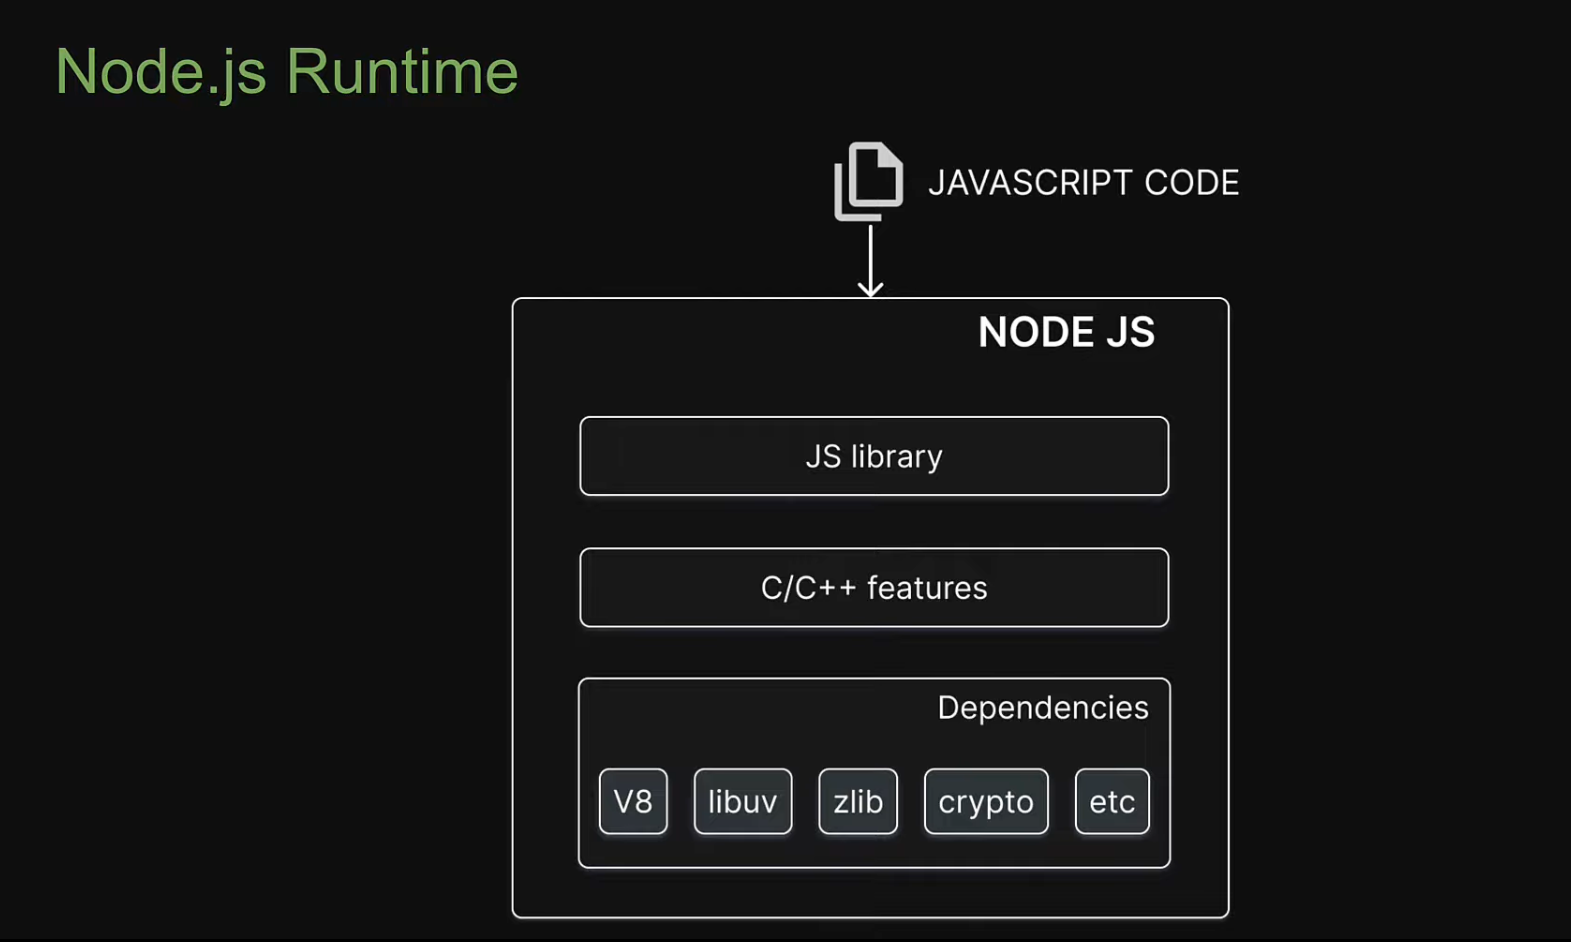 Node.js Runtime
JAVASCRIPT CODE
NODE JS
JS library
C/C++ features
Dependencies
V8
libuv
zlib
crypto
etc